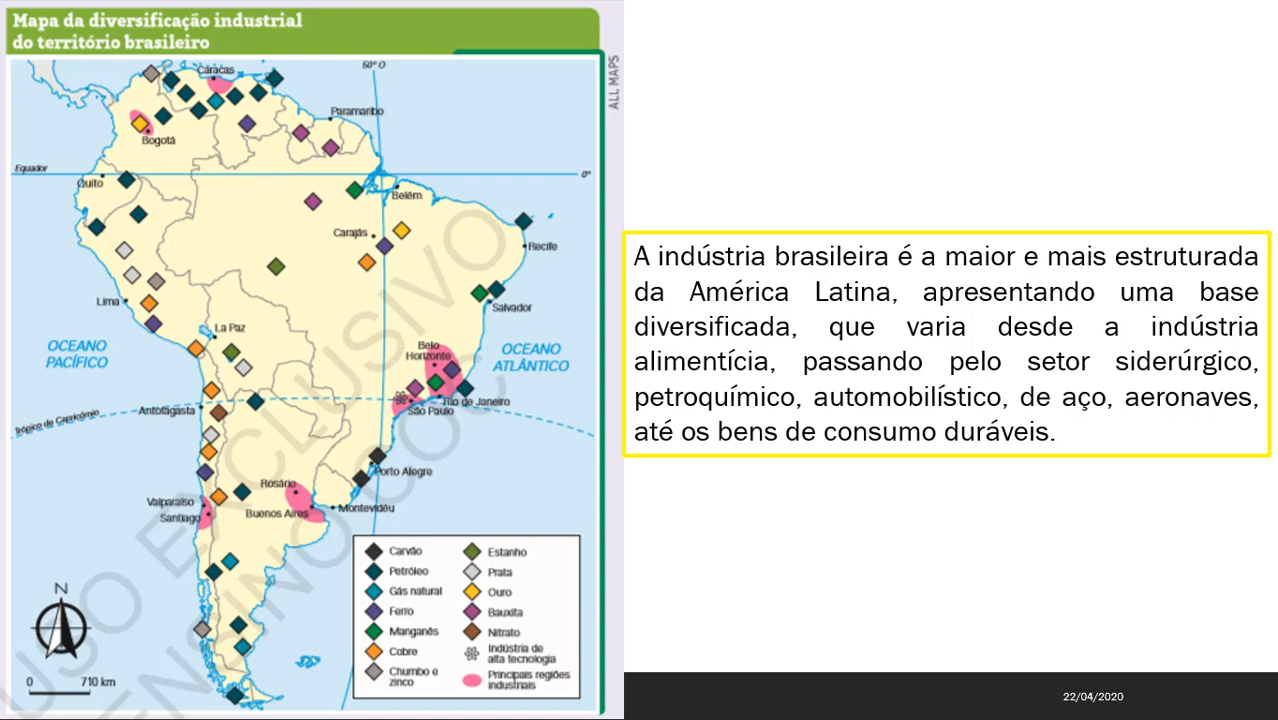 Mapa da diversificação industrial
do território brasileiro
ALL MAPS
50° O
Caracas
Paramaribo
Bogotá
Equador
0°
Quito
Belém
Carajás
Recife
Lima
Salvador
La Paz
OCEANO
PACÍFICO
Belo
Horizonte
OCEANO
ATLÂNTICO
Rio de Janeiro
São Paulo
Antofagasta
Trópico de Capricórnio
Porto Alegre
Rosário
Valparaíso
Santiago
Buenos Aires
Montevidéu
N
0 710 km
Carvão
Petróleo
Gás natural
Ferro
Manganês
Cobre
Chumbo e
zinco
Estanho
Prata
Ouro
Bauxita
Nitrato
Indústria de
alta tecnologia
Principais regiões
industriais
USO EXCLUSIVO
ENSINO COC
A indústria brasileira é a maior e mais estruturada
da América Latina, apresentando uma base
diversificada, que varia desde a indústria
alimentícia, passando pelo setor siderúrgico,
petroquímico, automobilístico, de aço, aeronaves,
até os bens de consumo duráveis.
22/04/2020